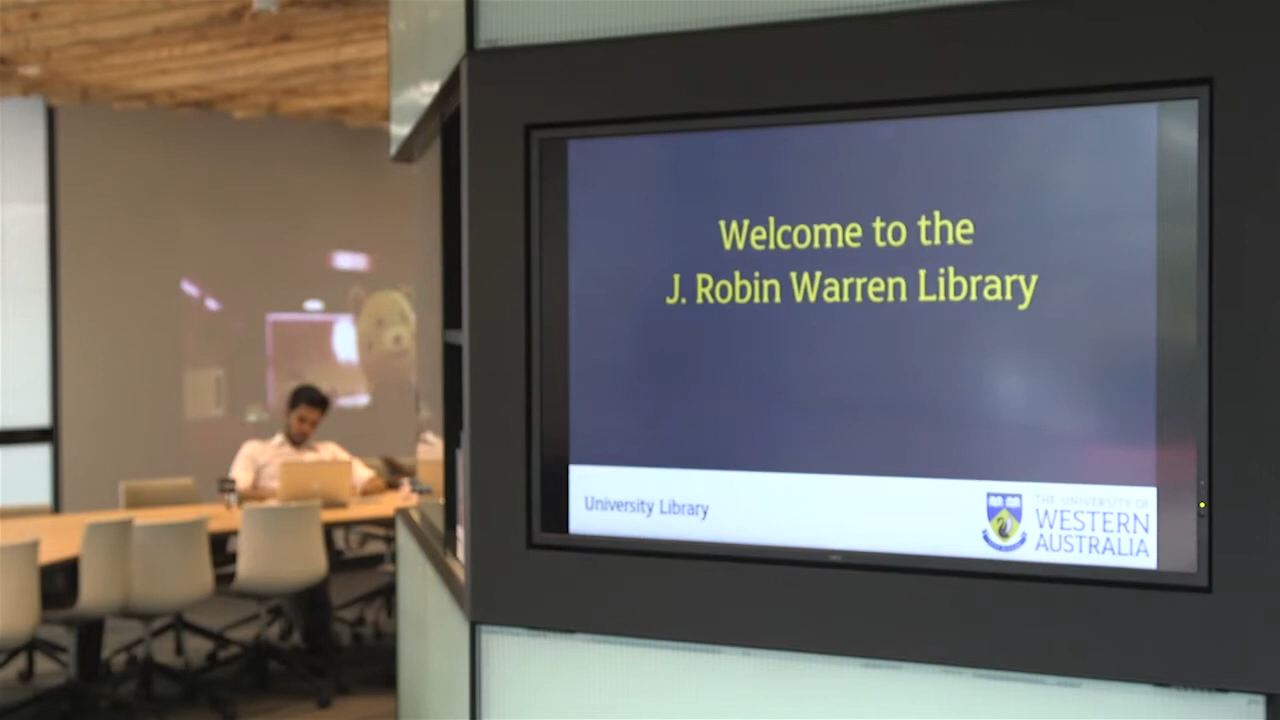 Welcome to the
J. Robin Warren Library
University Library
THE UNIVERSITY OF
WESTERN
AUSTRALIA